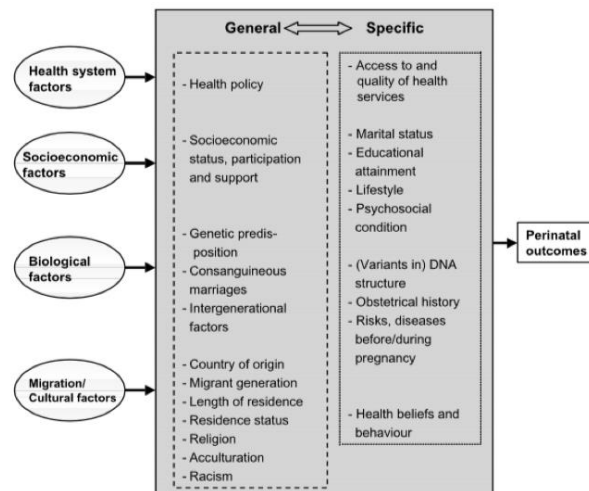 General
Specific
Health system
factors
Socioeconomic
factors
Biological
factors
Migration/
Cultural factors
- Health policy
- Socioeconomic
status, participation
and support
- Genetic predis-
position
- Consanguineous
marriages
- Intergenerational
factors
- Country of origin
- Migrant generation
- Length of residence
- Residence status
- Religion
- Acculturation
- Racism
- Access to and
quality of health
services
- Marital status
- Educational
attainment
- Lifestyle
- Psychosocial
condition
- (Variants in) DNA
structure
- Obstetrical history
- Risks, diseases
before/during
pregnancy
- Health beliefs and
behaviour
Perinatal
outcomes